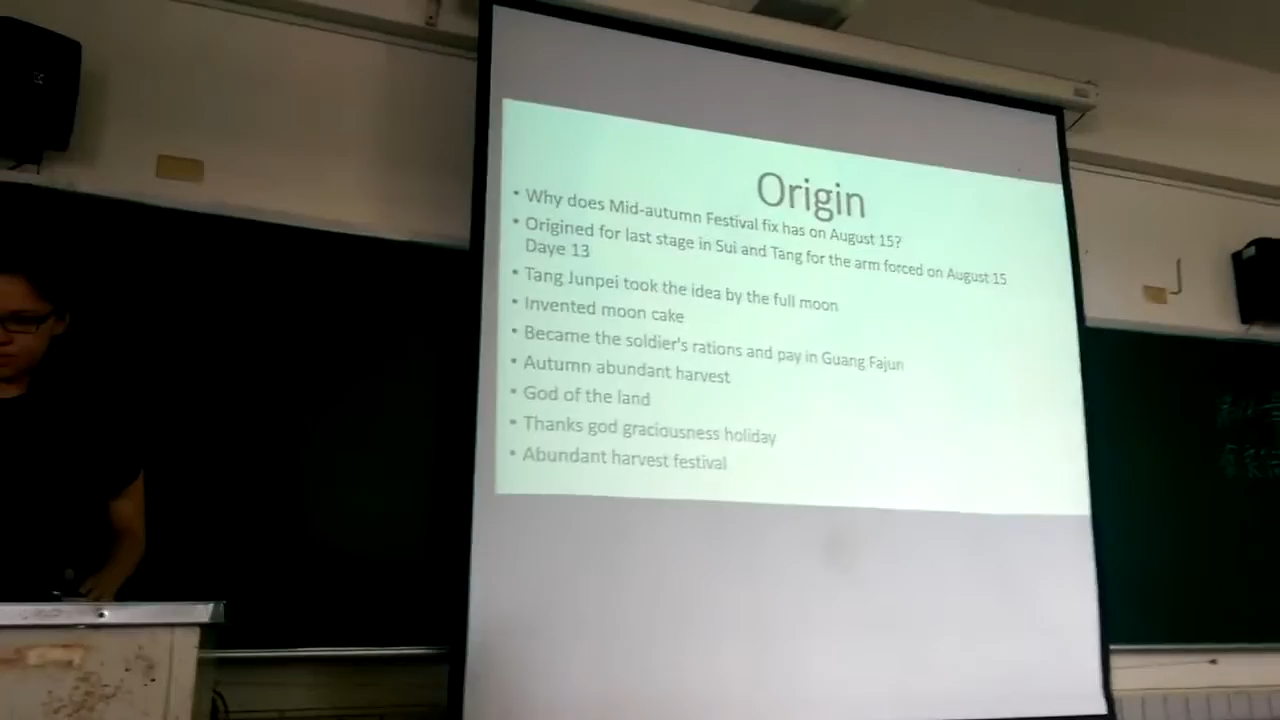 Origin
• Why does Mid-autumn Festival fix has on August 15?
• Origined for last stage in Sui and Tang for the arm forced on August 15
Daye 13
• Tang Junpei took the idea by the full moon
• Invented moon cake
• Became the soldier's rations and pay in Guang Fajun
• Autumn abundant harvest
• God of the land
• Thanks god graciousness holiday
• Abundant harvest festival